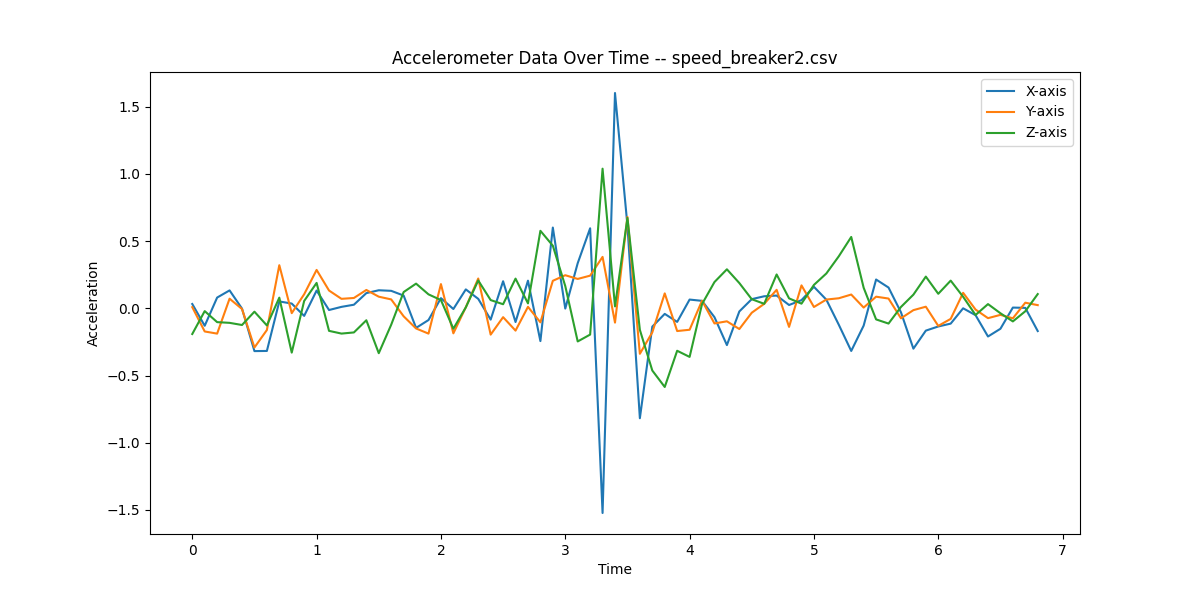 Accelerometer Data Over Time -- speed_breaker2.csv
X-axis
Y-axis
Z-axis
1.5
1.0
0.5
0.0
−0.5
−1.0
−1.5
Acceleration
0 1 2 3 4 5 6 7
Time